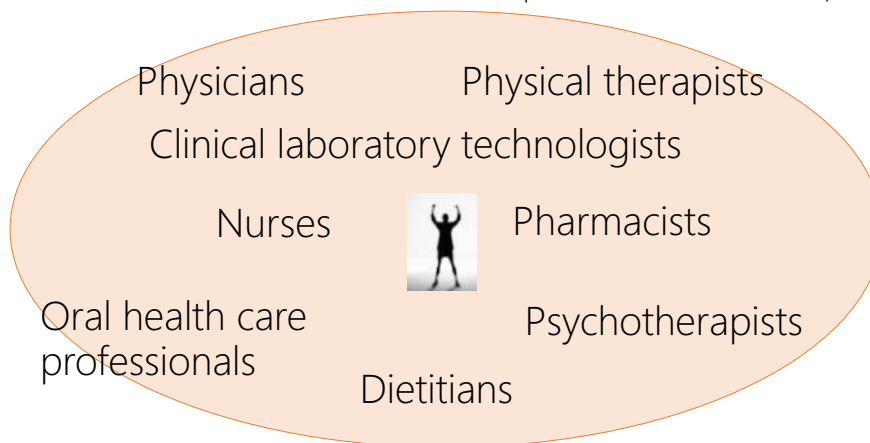 Physicians
Physical therapists
Clinical laboratory technologists
Nurses
Pharmacists
Oral health care
professionals
Psychotherapists
Dietitians